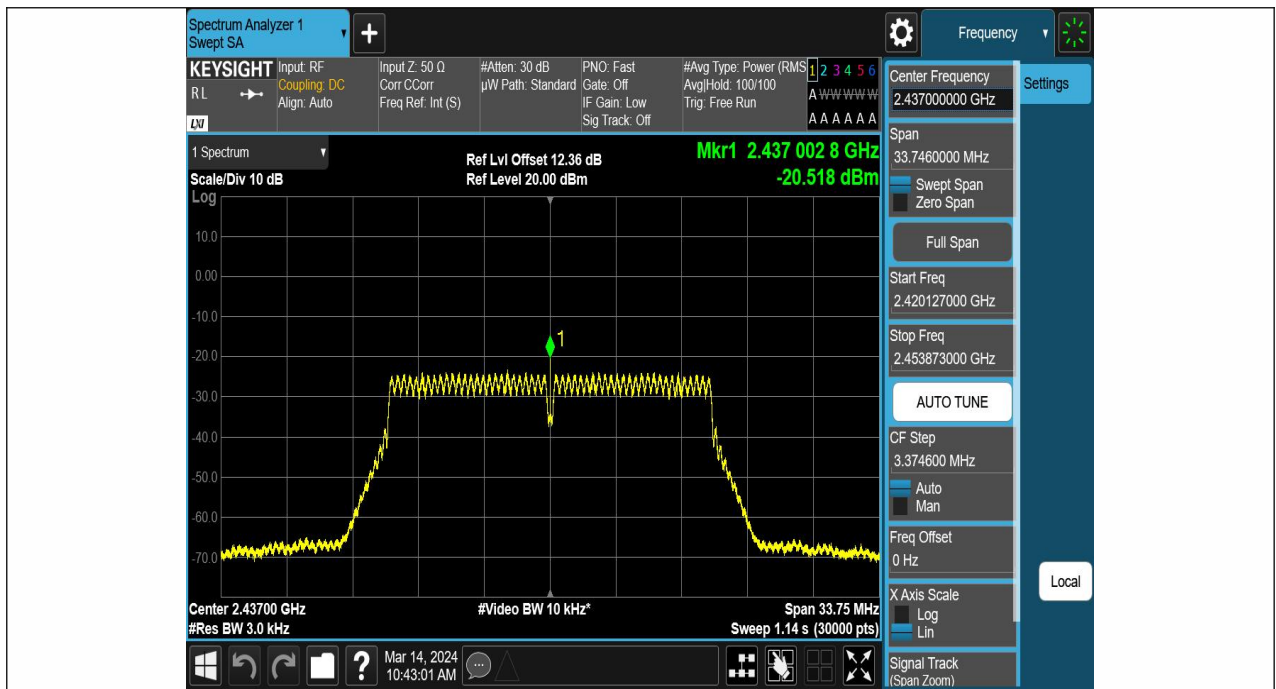 Spectrum Analyzer 1
Swept SA
+
Frequency
KEYSIGHT
RL
LXI
Input: RF
Coupling: DC
Align: Auto
Input Z: 50 Ω
Corr CCorr
Freq Ref: Int (S)
#Atten: 30 dB
µW Path: Standard
PNO: Fast
Gate: Off
IF Gain: Low
Sig Track: Off
#Avg Type: Power (RMS
Avg|Hold: 100/100
Trig: Free Run
1 2 3 4 5 6
A W W W W W
A A A A A A
1 Spectrum
Scale/Div 10 dB
Log
Ref Lvl Offset 12.36 dB
Ref Level 20.00 dBm
Mkr1 2.437 002 8 GHz
-20.518 dBm
10.0
0.00
-10.0
-20.0
-30.0
-40.0
-50.0
-60.0
-70.0
1
Center 2.43700 GHz
#Res BW 3.0 kHz
#Video BW 10 kHz*
Span 33.75 MHz
Sweep 1.14 s (30000 pts)
Center Frequency
2.437000000 GHz
Span
33.7460000 MHz
Swept Span
Zero Span
Full Span
Start Freq
2.420127000 GHz
Stop Freq
2.453873000 GHz
AUTO TUNE
CF Step
3.374600 MHz
Auto
Man
Freq Offset
0 Hz
X Axis Scale
Log
Lin
Signal Track
(Span Zoom)
Settings
Local
?
Mar 14, 2024
10:43:01 AM